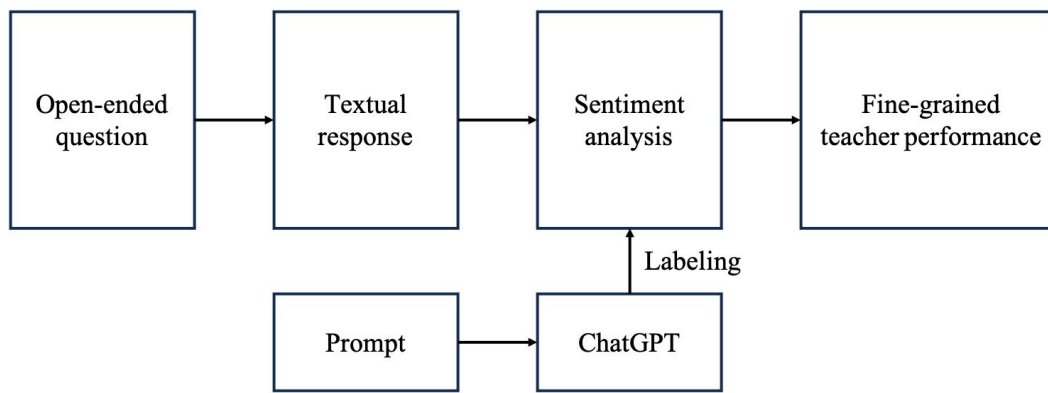 Open-ended
question
Textual
response
Sentiment
analysis
Fine-grained
teacher performance
Labeling
Prompt
ChatGPT